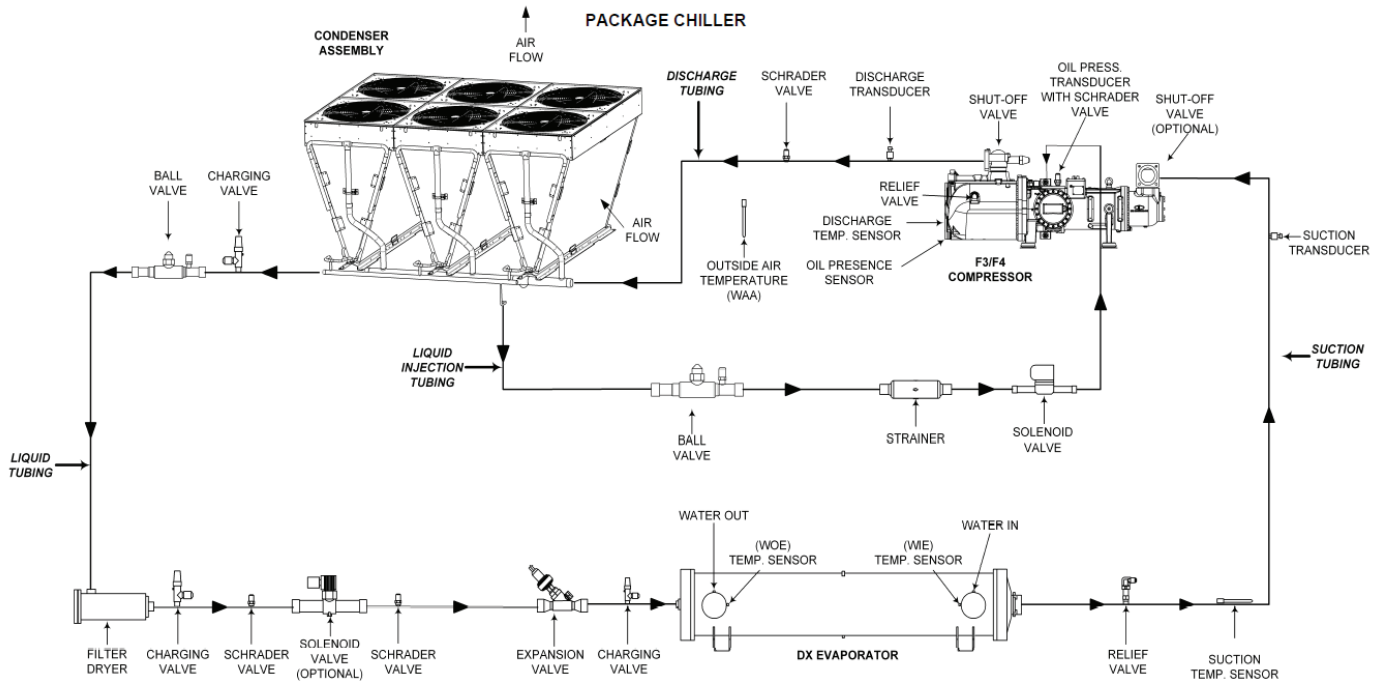 PACKAGE CHILLER
CONDENSER
ASSEMBLY
AIR
FLOW
DISCHARGE
TUBING
SCHRADER
VALVE
DISCHARGE
TRANSDUCER
SHUT-OFF
VALVE
OIL PRESS.
TRANSDUCER
WITH SCHRADER
VALVE
SHUT-OFF
VALVE
(OPTIONAL)
BALL
VALVE
CHARGING
VALVE
AIR
FLOW
OUTSIDE AIR
TEMPERATURE
(WAA)
RELIEF
VALVE
DISCHARGE
TEMP. SENSOR
OIL PRESENCE
SENSOR
F3/F4
COMPRESSOR
SUCTION
TRANSDUCER
LIQUID
INJECTION
TUBING
SUCTION
TUBING
BALL
VALVE
STRAINER
SOLENOID
VALVE
LIQUID
TUBING
WATER OUT
(WOE)
TEMP. SENSOR
(WIE)
TEMP. SENSOR
WATER IN
FILTER
DRYER
CHARGING
VALVE
SCHRADER
VALVE
SOLENOID
VALVE
(OPTIONAL)
SCHRADER
VALVE
EXPANSION
VALVE
CHARGING
VALVE
DX EVAPORATOR
RELIEF
VALVE
SUCTION
TEMP. SENSOR